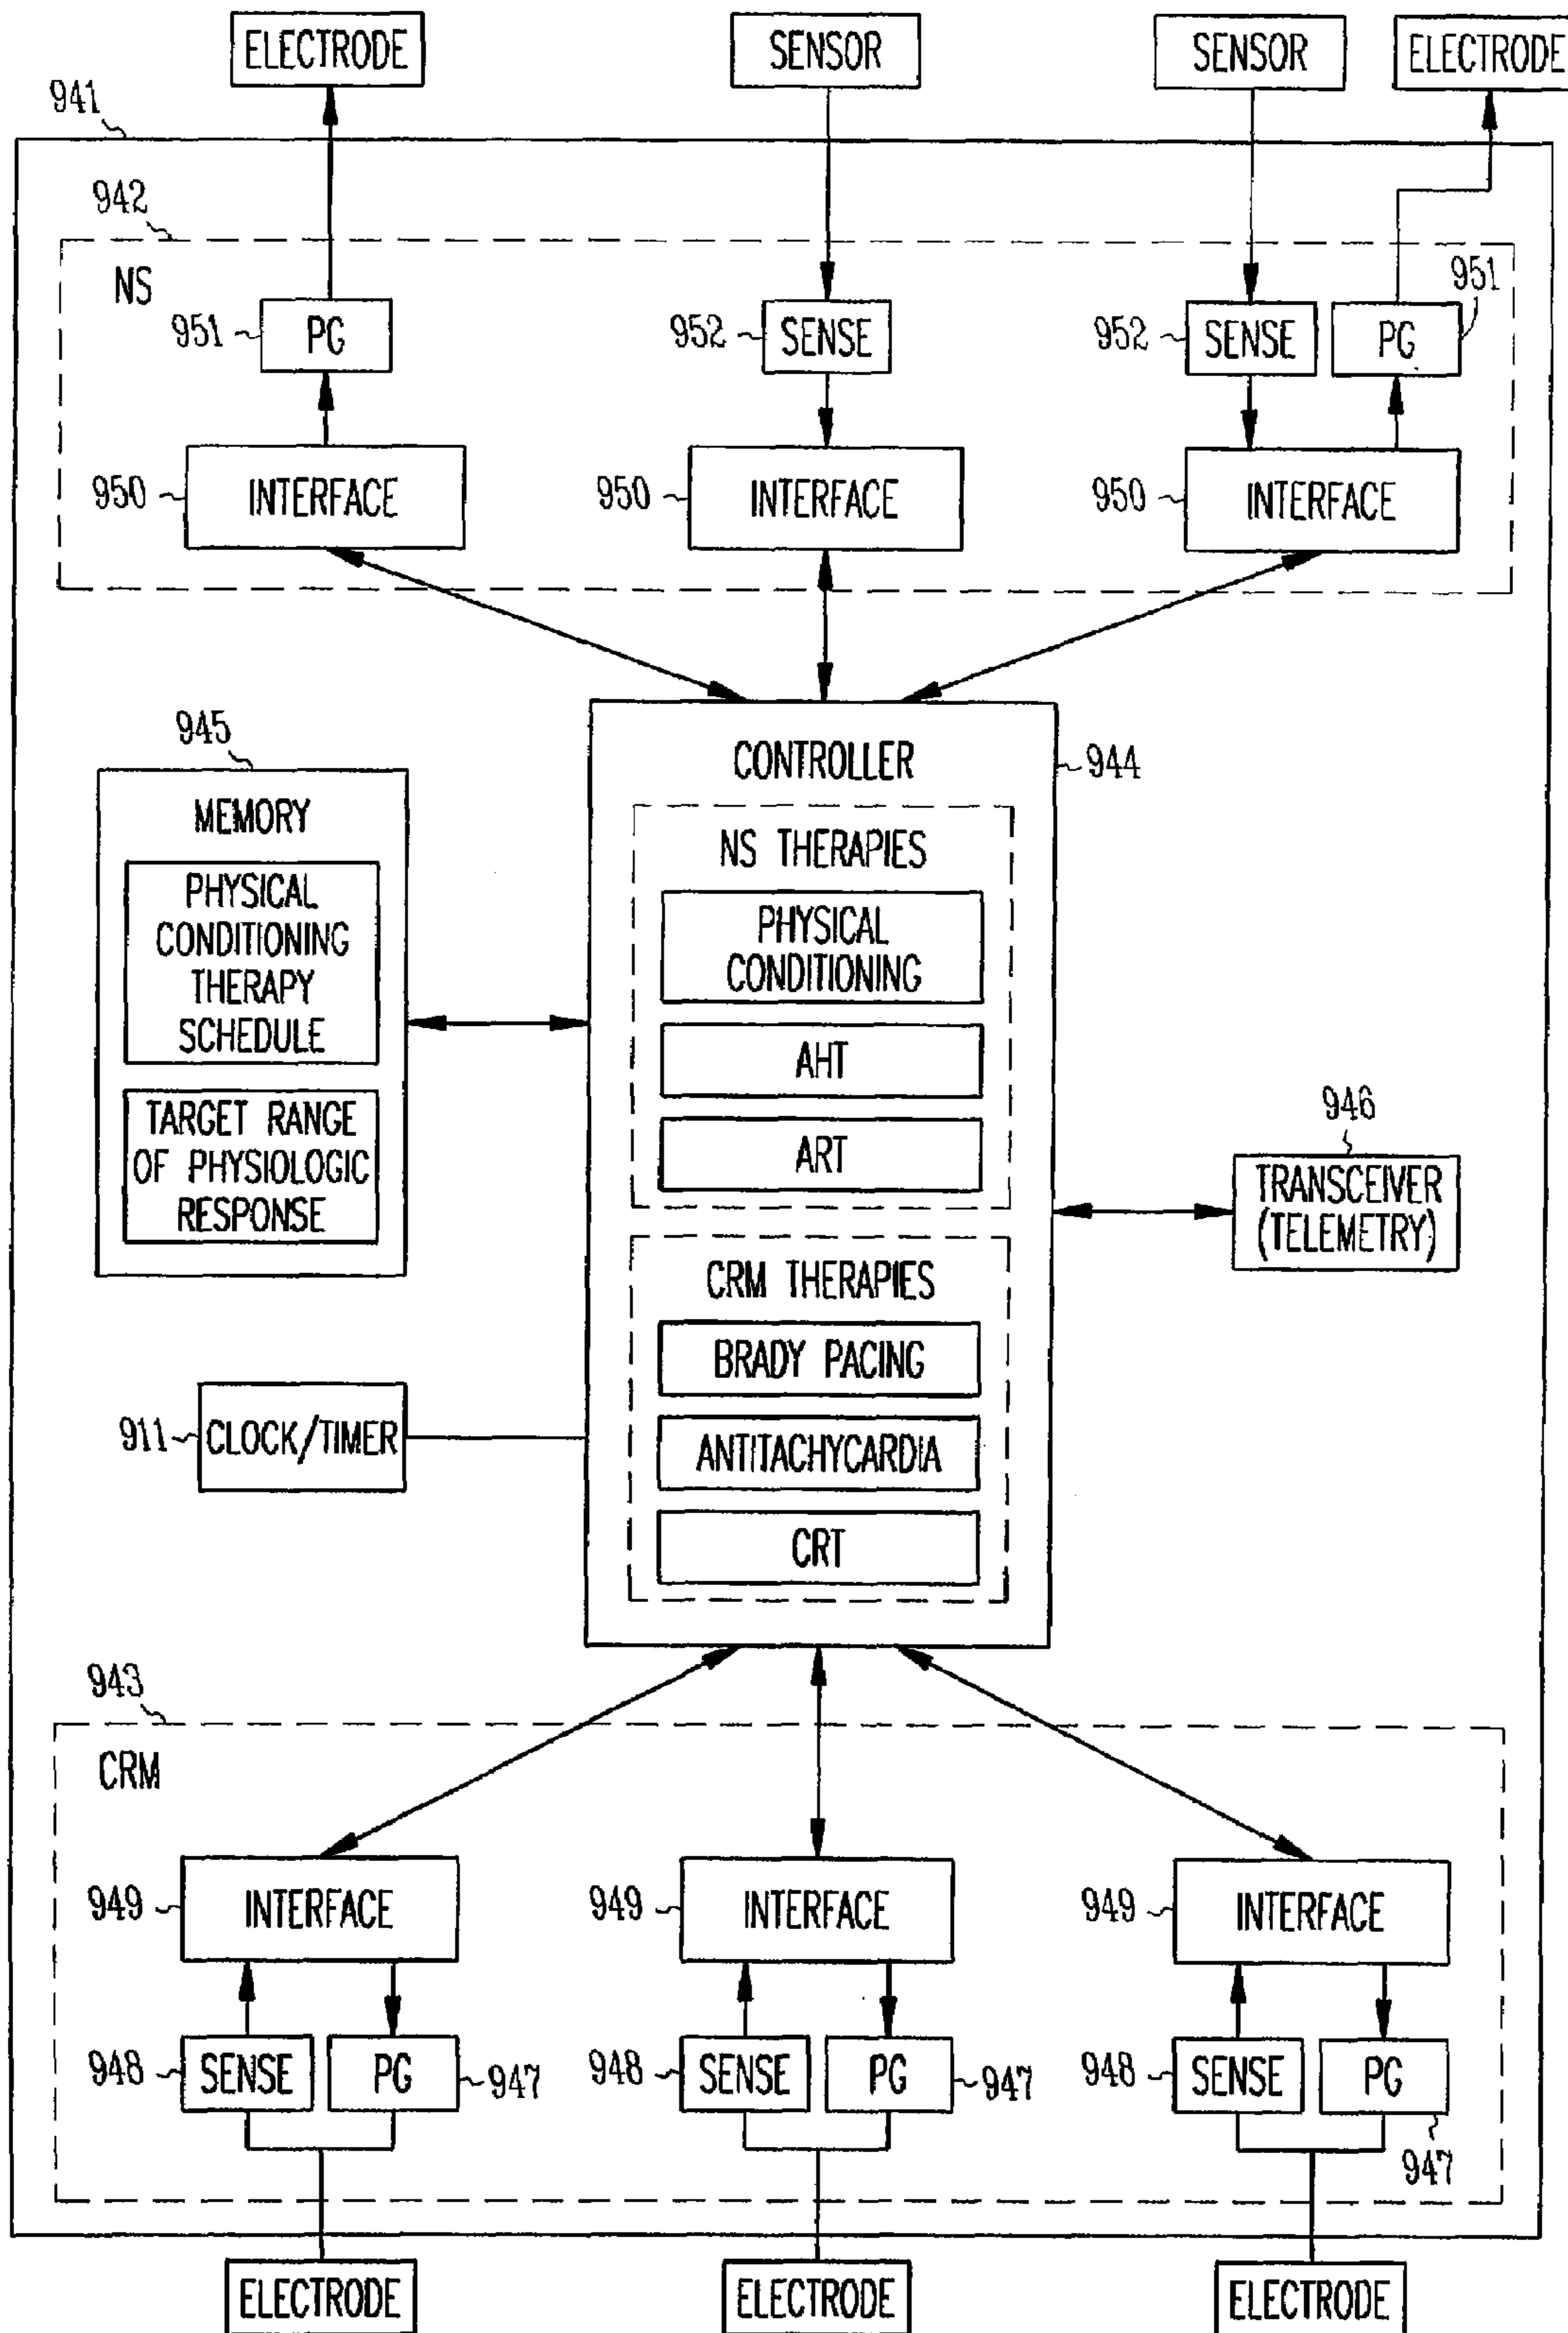 ELECTRODE
SENSOR
SENSOR
ELECTRODE
941
942
NS
951
PG
952
SENSE
952
SENSE
PG
951
950
INTERFACE
950
INTERFACE
950
INTERFACE
945
MEMORY
PHYSICAL
CONDITIONING
THERAPY
SCHEDULE
TARGET RANGE
OF PHYSIOLOGIC
RESPONSE
CONTROLLER
944
NS THERAPIES
PHYSICAL
CONDITIONING
AHT
ART
CRM THERAPIES
BRADY PACING
ANTITACHYCARDIA
CRT
946
TRANSCEIVER
(TELEMETRY)
911
CLOCK/TIMER
943
CRM
949
INTERFACE
949
INTERFACE
949
INTERFACE
948
SENSE
PG
947
948
SENSE
PG
947
948
SENSE
PG
947
ELECTRODE
ELECTRODE
ELECTRODE